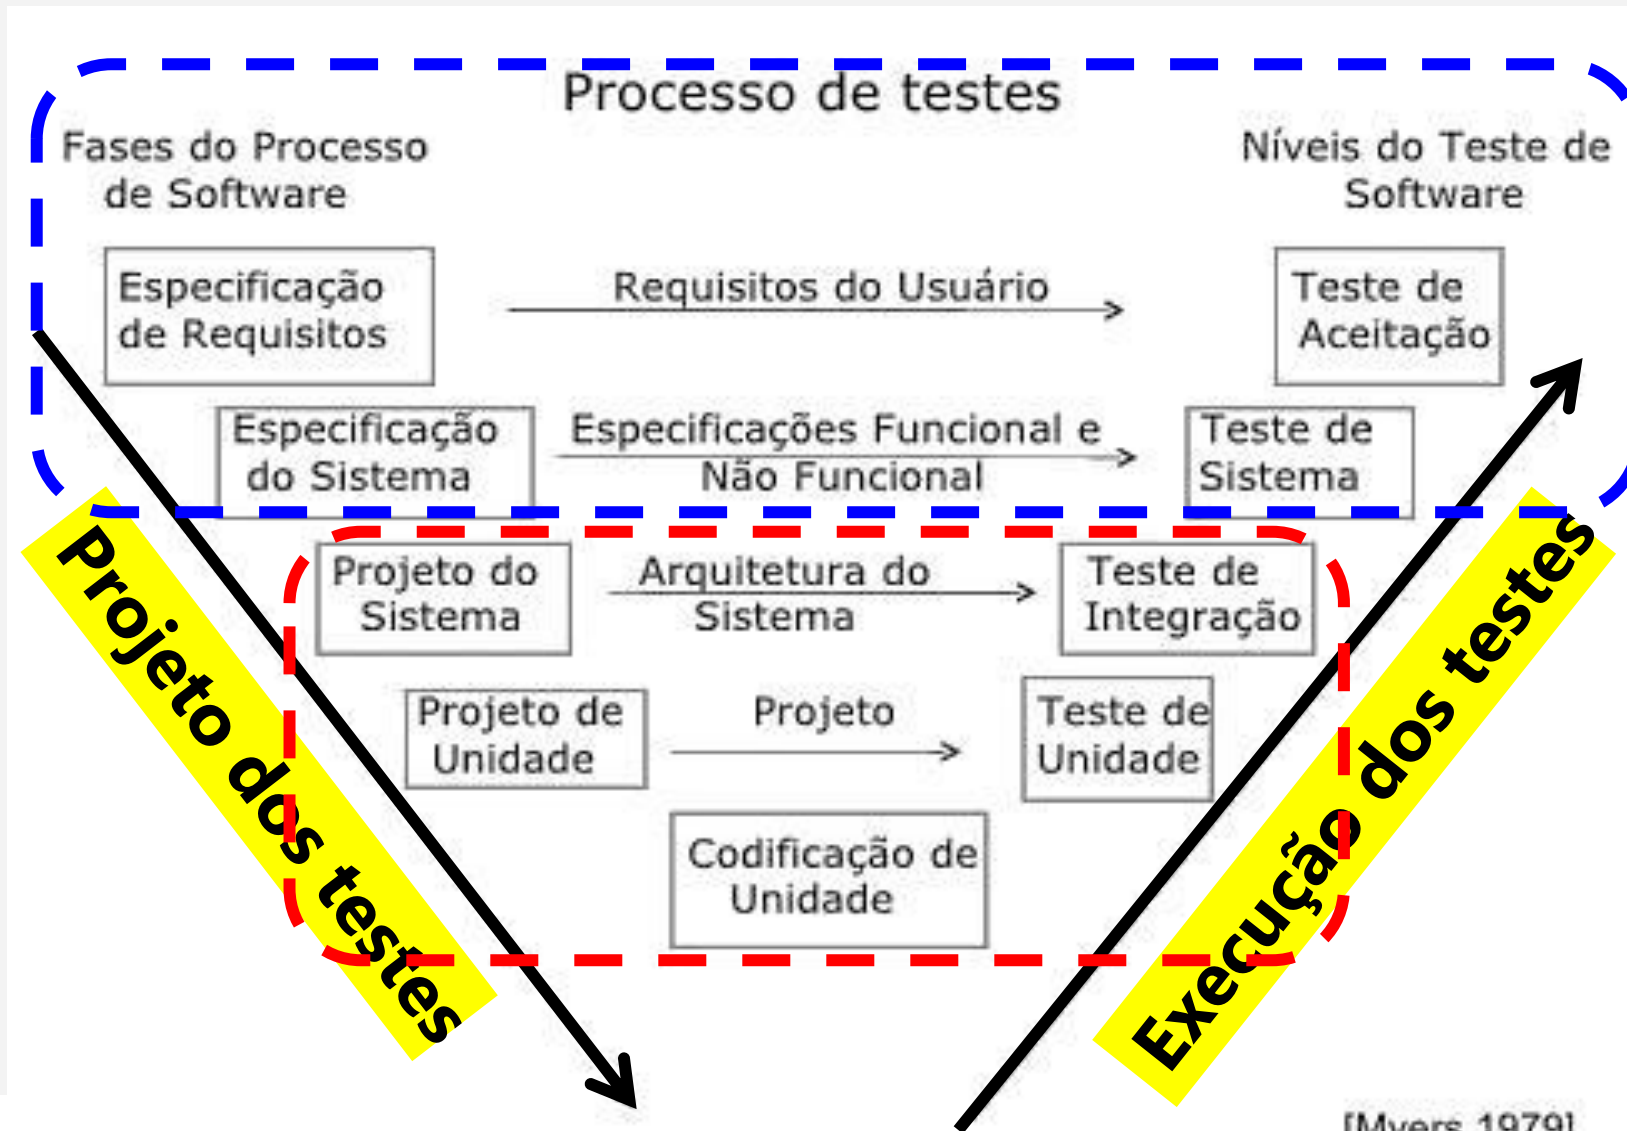 Processo de testes
Fases do Processo
de Software
Níveis do Teste de
Software
Especificação
de Requisitos
Requisitos do Usuário
Teste de
Aceitação
Especificação
do Sistema
Especificações Funcional e
Não Funcional
Teste de
Sistema
Projeto do
Sistema
Arquitetura do
Sistema
Teste de
Integração
Projeto de
Unidade
Projeto
Teste de
Unidade
Codificação de
Unidade
Projeto dos testes
Execução dos testes
[Myers 1979]